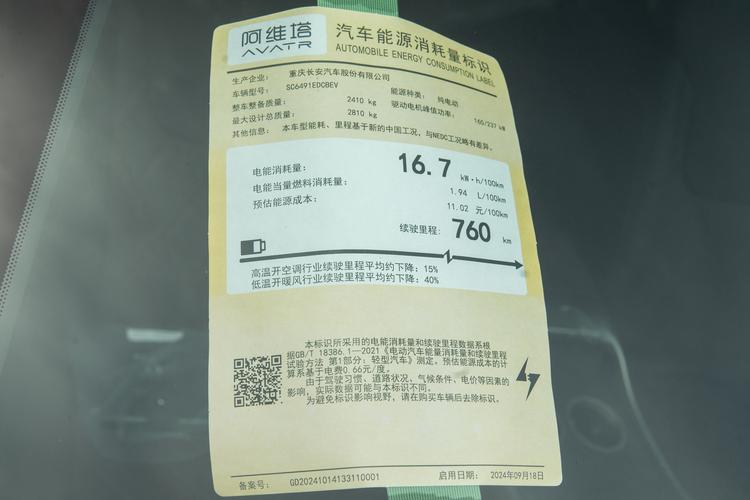 阿维塔
AVATR
汽车能源消耗量标识
AUTOMOBILE ENERGY CONSUMPTION LABEL
生产企业： 重庆长安汽车股份有限公司
车辆型号： SC6491EDCBEV 能源种类： 纯电动
整车整备质量： 2410 kg 驱动电机峰值功率： 165/237 kW
最大设计总质量： 2810 kg
其他信息： 本车型能耗、里程基于新的中国工况，与NEDC工况略有差异。
电能消耗量： 16.7 kW·h/100km
电能当量燃料消耗量： 1.94 L/100km
预估能源成本： 11.02 元/100km
续驶里程: 760 km
高温开空调行业续驶里程平均约下降：15%
低温开暖风行业续驶里程平均约下降：40%
本标识所采用的电能消耗量和续驶里程数据系根
据GB/T 18386.1—2021《电动汽车能量消耗量和续驶里程
试验方法 第1部分：轻型汽车》测定。预估能源成本的计
算系基于电费0.66元/度。
由于驾驶习惯、道路状况、气候条件、电价等因素的
影响，实际数据可能与本标识不同。
为避免标识影响视野，请在购买车辆后去除标识。
备案号： GD20241014133110001 启用日期： 2024年09月18日